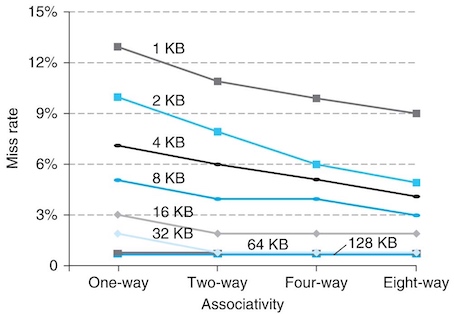 15%
1 KB
12%
2 KB
9%
4 KB
Miss rate
6%
8 KB
16 KB
3%
32 KB
64 KB
128 KB
0
One-way
Two-way
Four-way
Eight-way
Associativity